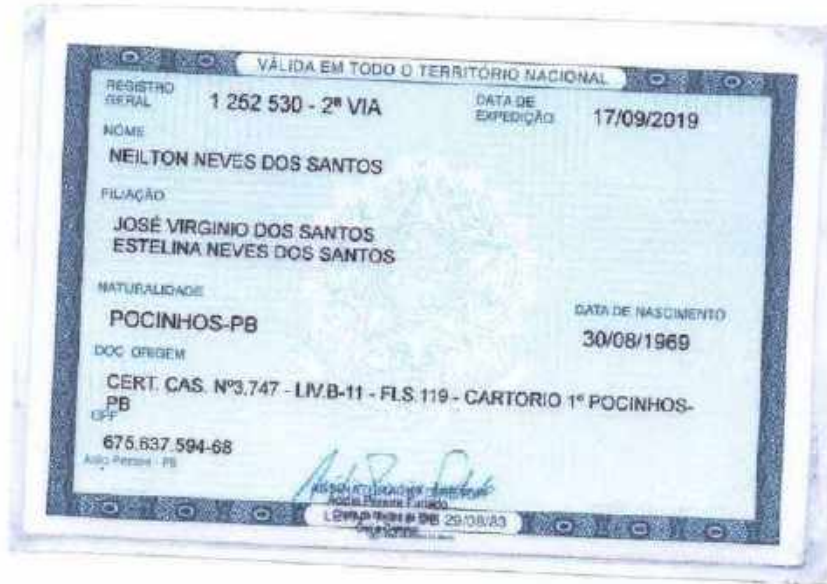 VÁLIDA EM TODO O TERRITÓRIO NACIONAL
REGISTRO GERAL 1 252 530 - 2ª VIA DATA DE EXPEDIÇÃO 17/09/2019
NOME
NEILTON NEVES DOS SANTOS
FILIAÇÃO
JOSÉ VIRGINIO DOS SANTOS
ESTELINA NEVES DOS SANTOS
NATURALIDADE DATA DE NASCIMENTO
POCINHOS-PB 30/08/1969
DOC ORIGEM
CERT. CAS. Nº3.747 - LIV.B-11 - FLS.119 - CARTORIO 1º POCINHOS-
PB
CPF
675.637.594-68
João Pessoa - PB
29/08/83